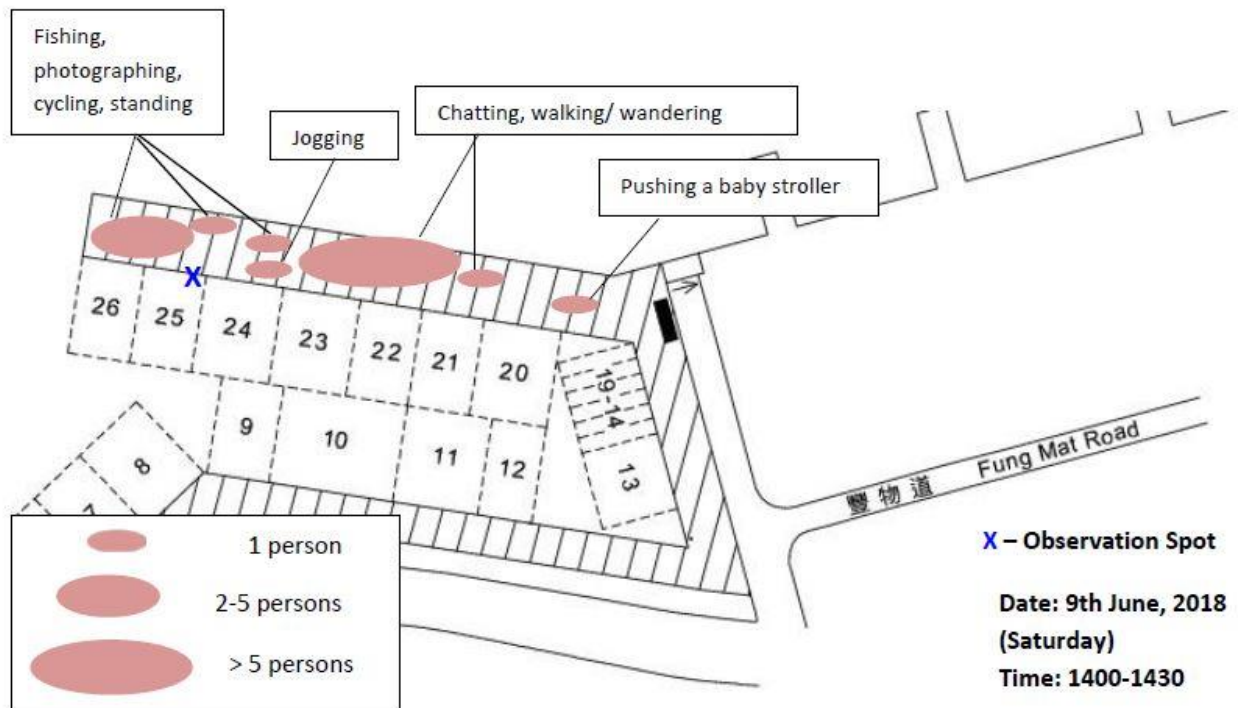 Fishing,
photographing,
cycling, standing
Jogging
Chatting, walking/ wandering
Pushing a baby stroller
26
25
24
23
22
21
20
19-14
13
9
10
11
12
8
豐物道 Fung Mat Road
1 person
2-5 persons
> 5 persons
X – Observation Spot
Date: 9th June, 2018
(Saturday)
Time: 1400-1430
X